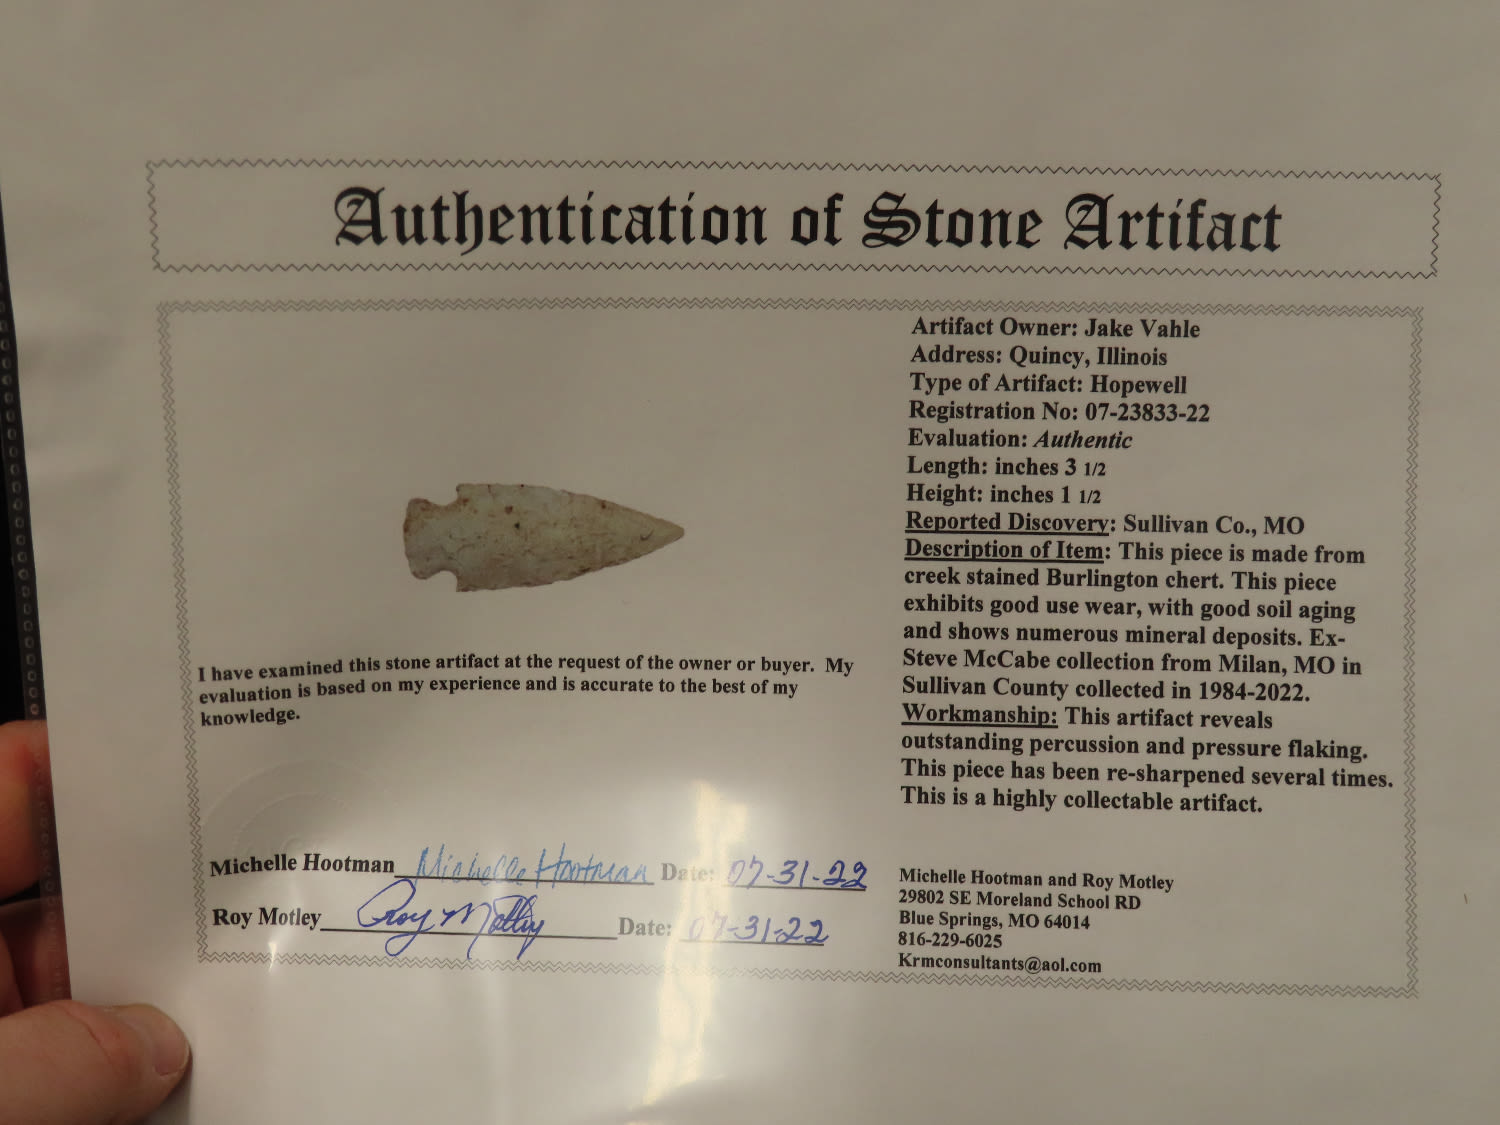 Authentication of Stone Artifact
Artifact Owner: Jake Vahle
Address: Quincy, Illinois
Type of Artifact: Hopewell
Registration No: 07-23833-22
Evaluation: Authentic
Length: inches 3 1/2
Height: inches 1 1/2
Reported Discovery: Sullivan Co., MO
Description of Item: This piece is made from
creek stained Burlington chert. This piece
exhibits good use wear, with good soil aging
and shows numerous mineral deposits. Ex-
Steve McCabe collection from Milan, MO in
Sullivan County collected in 1984-2022.
Workmanship: This artifact reveals
outstanding percussion and pressure flaking.
This piece has been re-sharpened several times.
This is a highly collectable artifact.
I have examined this stone artifact at the request of the owner or buyer. My
evaluation is based on my experience and is accurate to the best of my
knowledge.
Michelle Hootman Michelle Hootman Date: 07-31-22
Roy Motley Roy Motley Date: 07-31-22
Michelle Hootman and Roy Motley
29802 SE Moreland School RD
Blue Springs, MO 64014
816-229-6025
Krmconsultants@aol.com